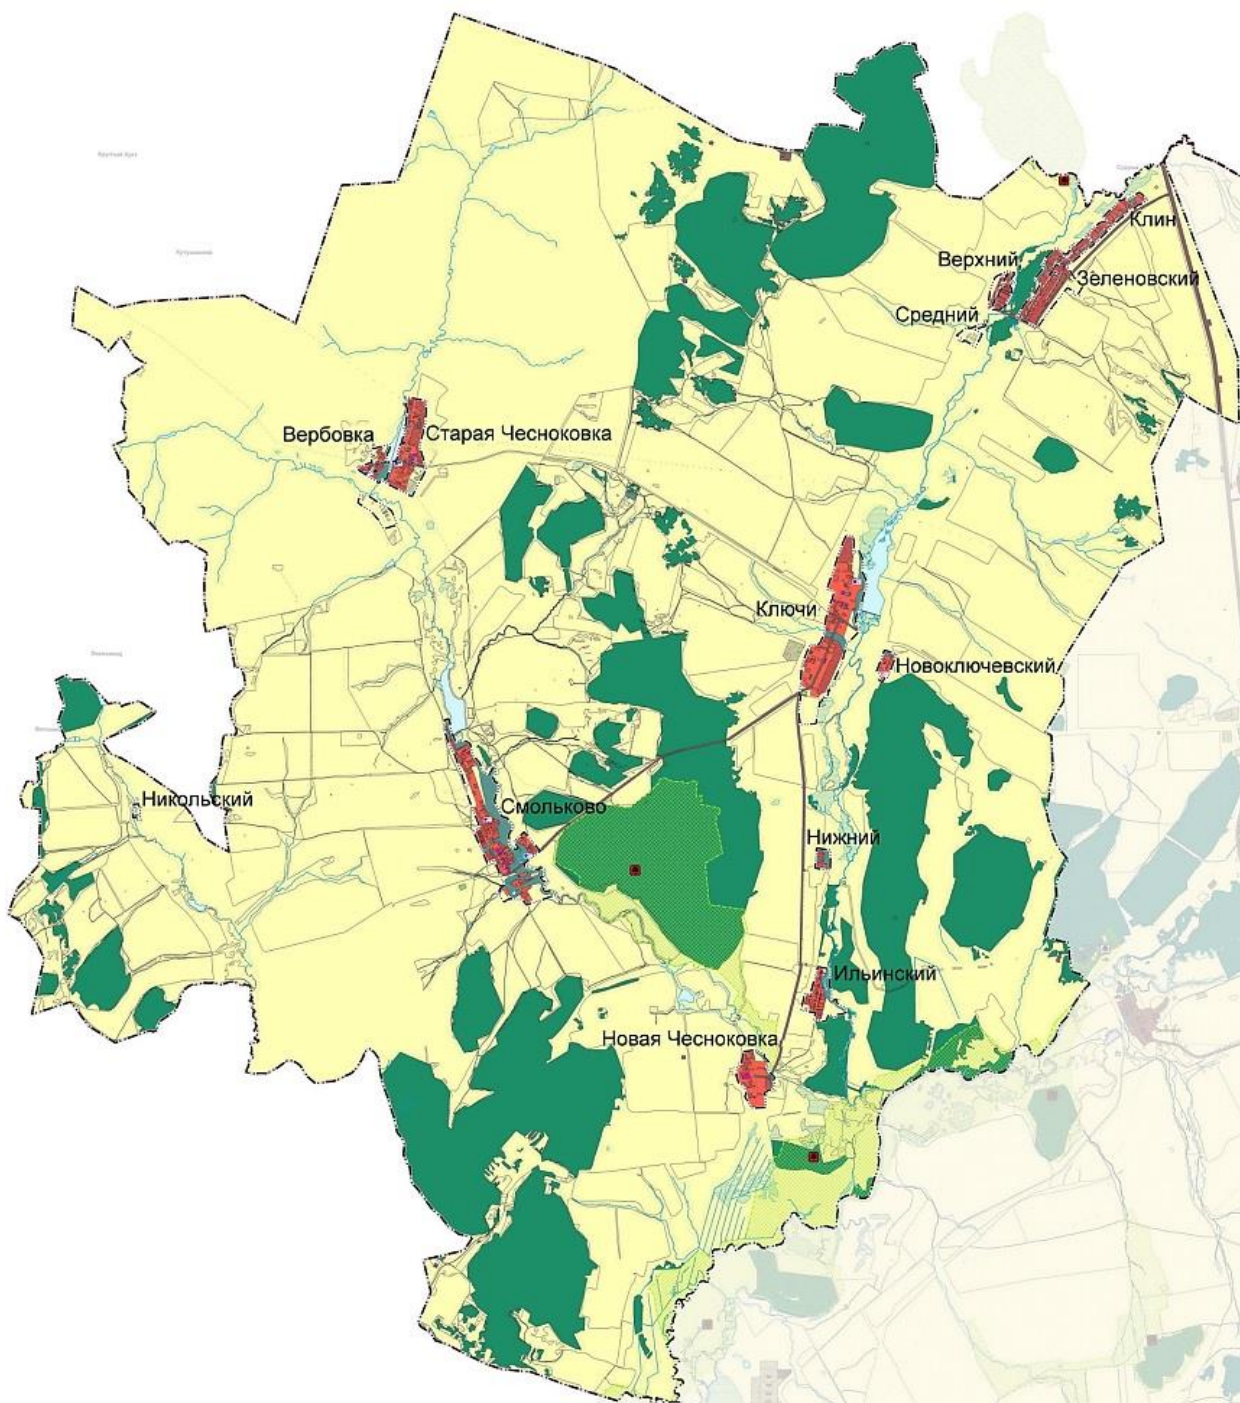 Клин
Верхний
Зеленовский
Средний
Вербовка
Старая Чесноковка
Ключи
Новоключевский
Никольский
Смольково
Нижний
Ильинский
Новая Чесноковка